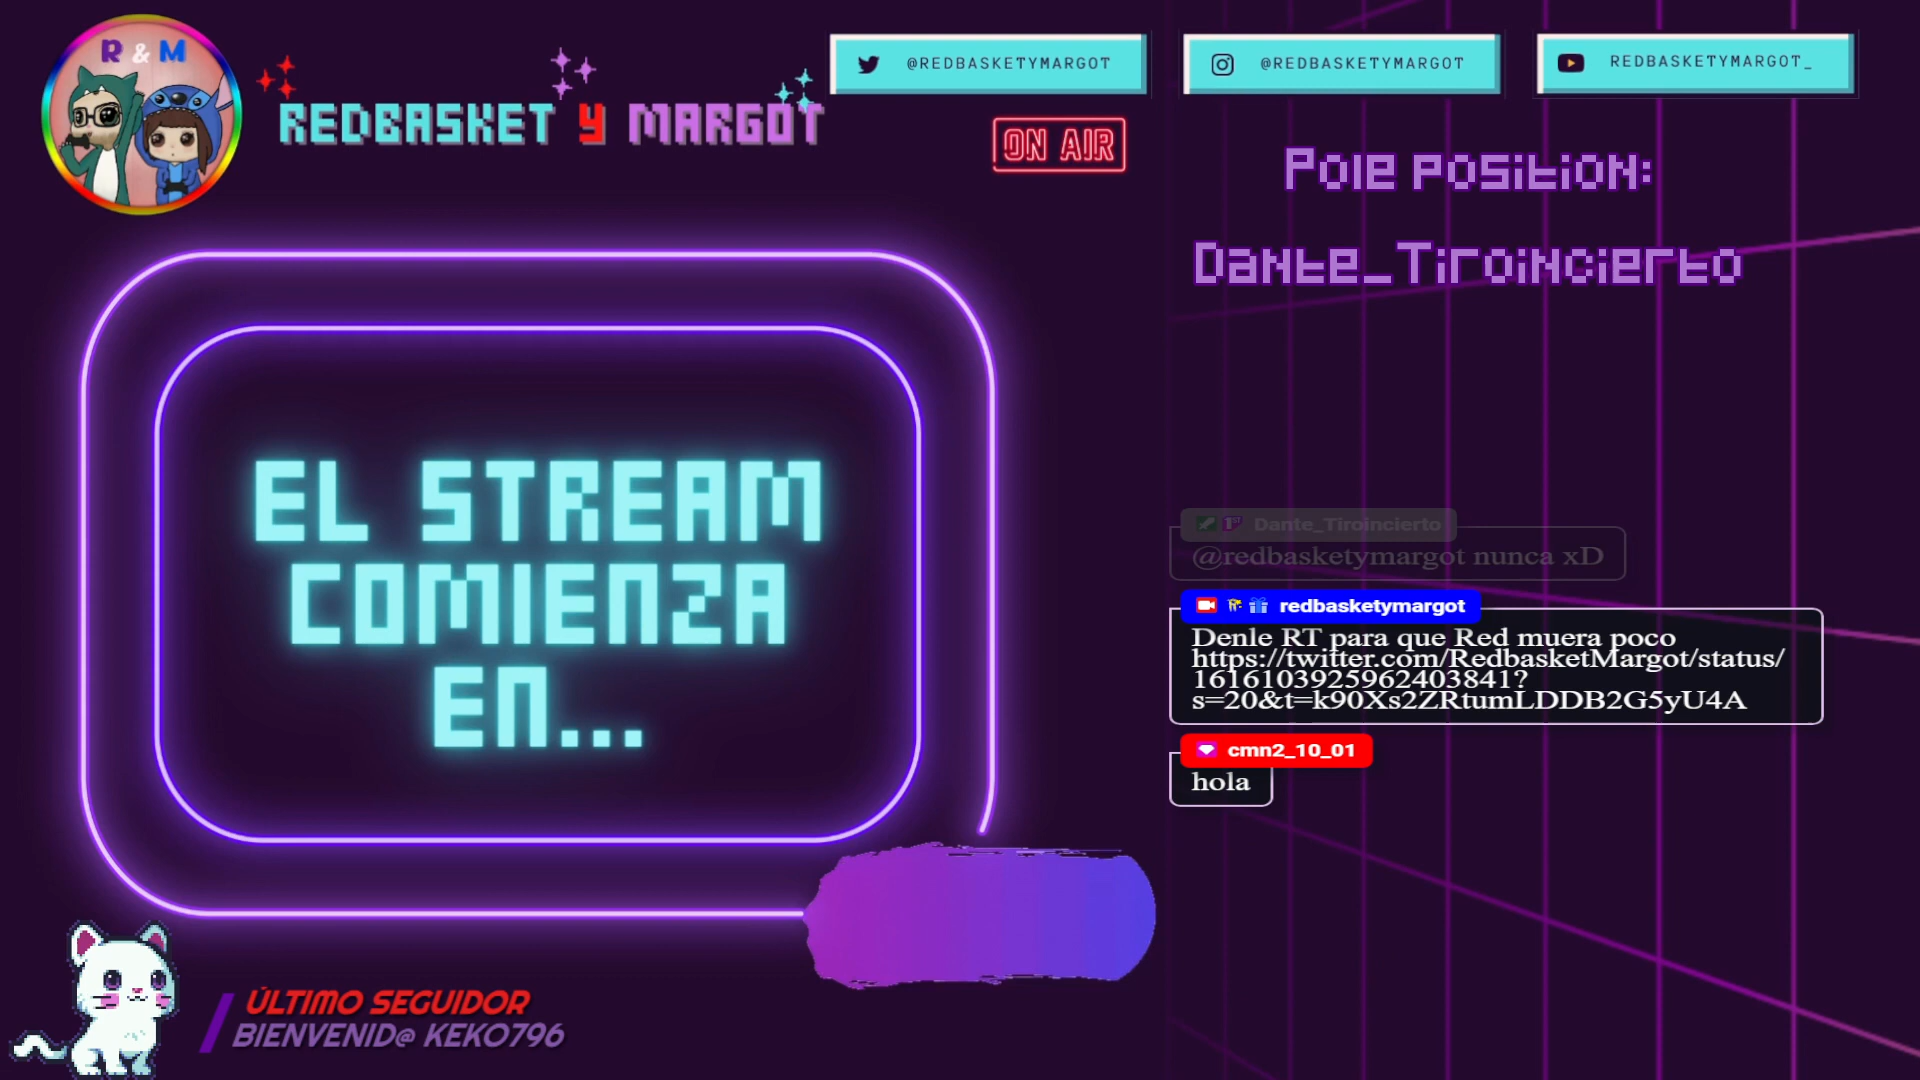 R & M
REDBASKET Y MARGOT
@REDBASKETYMARGOT
@REDBASKETYMARGOT
REDBASKETYMARGOT_
ON AIR
Pole Position:
Dante_Tiroincierto
EL STREAM
COMIENZA
EN...
Dante_Tiroincierto
@redbasketymargot nunca xD
redbasketymargot
Denle RT para que Red muera poco
https://twitter.com/RedbasketMargot/status/
1616103925962403841?
s=20&t=k90Xs2ZRtumLDDB2G5yU4A
cmn2_10_01
hola
ÚLTIMO SEGUIDOR
BIENVENID@ KEKO796